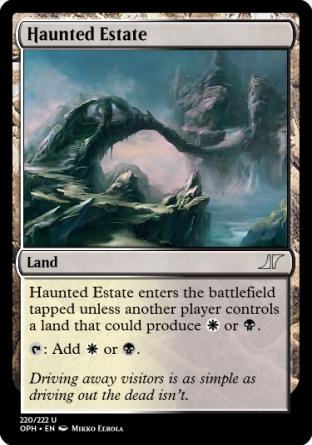 Haunted Estate
Land
Haunted Estate enters the battlefield
tapped unless another player controls
a land that could produce or .
: Add or .
Driving away visitors is as simple as
driving out the dead isn't.
220/222 U
OPH • EN Mikko Eerola